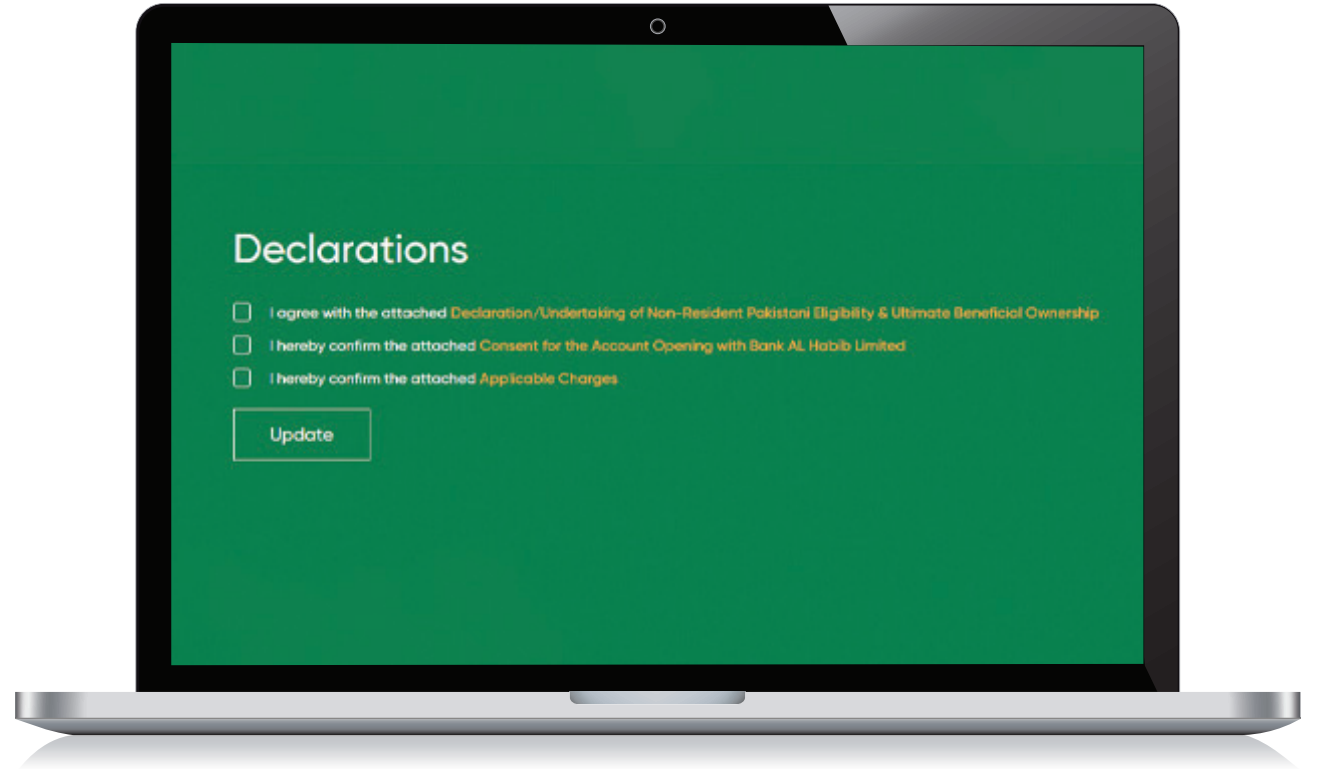 Declarations
I agree with the attached Declaration/Undertaking of Non-Resident Pakistani Eligibility & Ultimate Beneficial Ownership
I hereby confirm the attached Consent for the Account Opening with Bank AL Habib Limited
I hereby confirm the attached Applicable Charges
Update